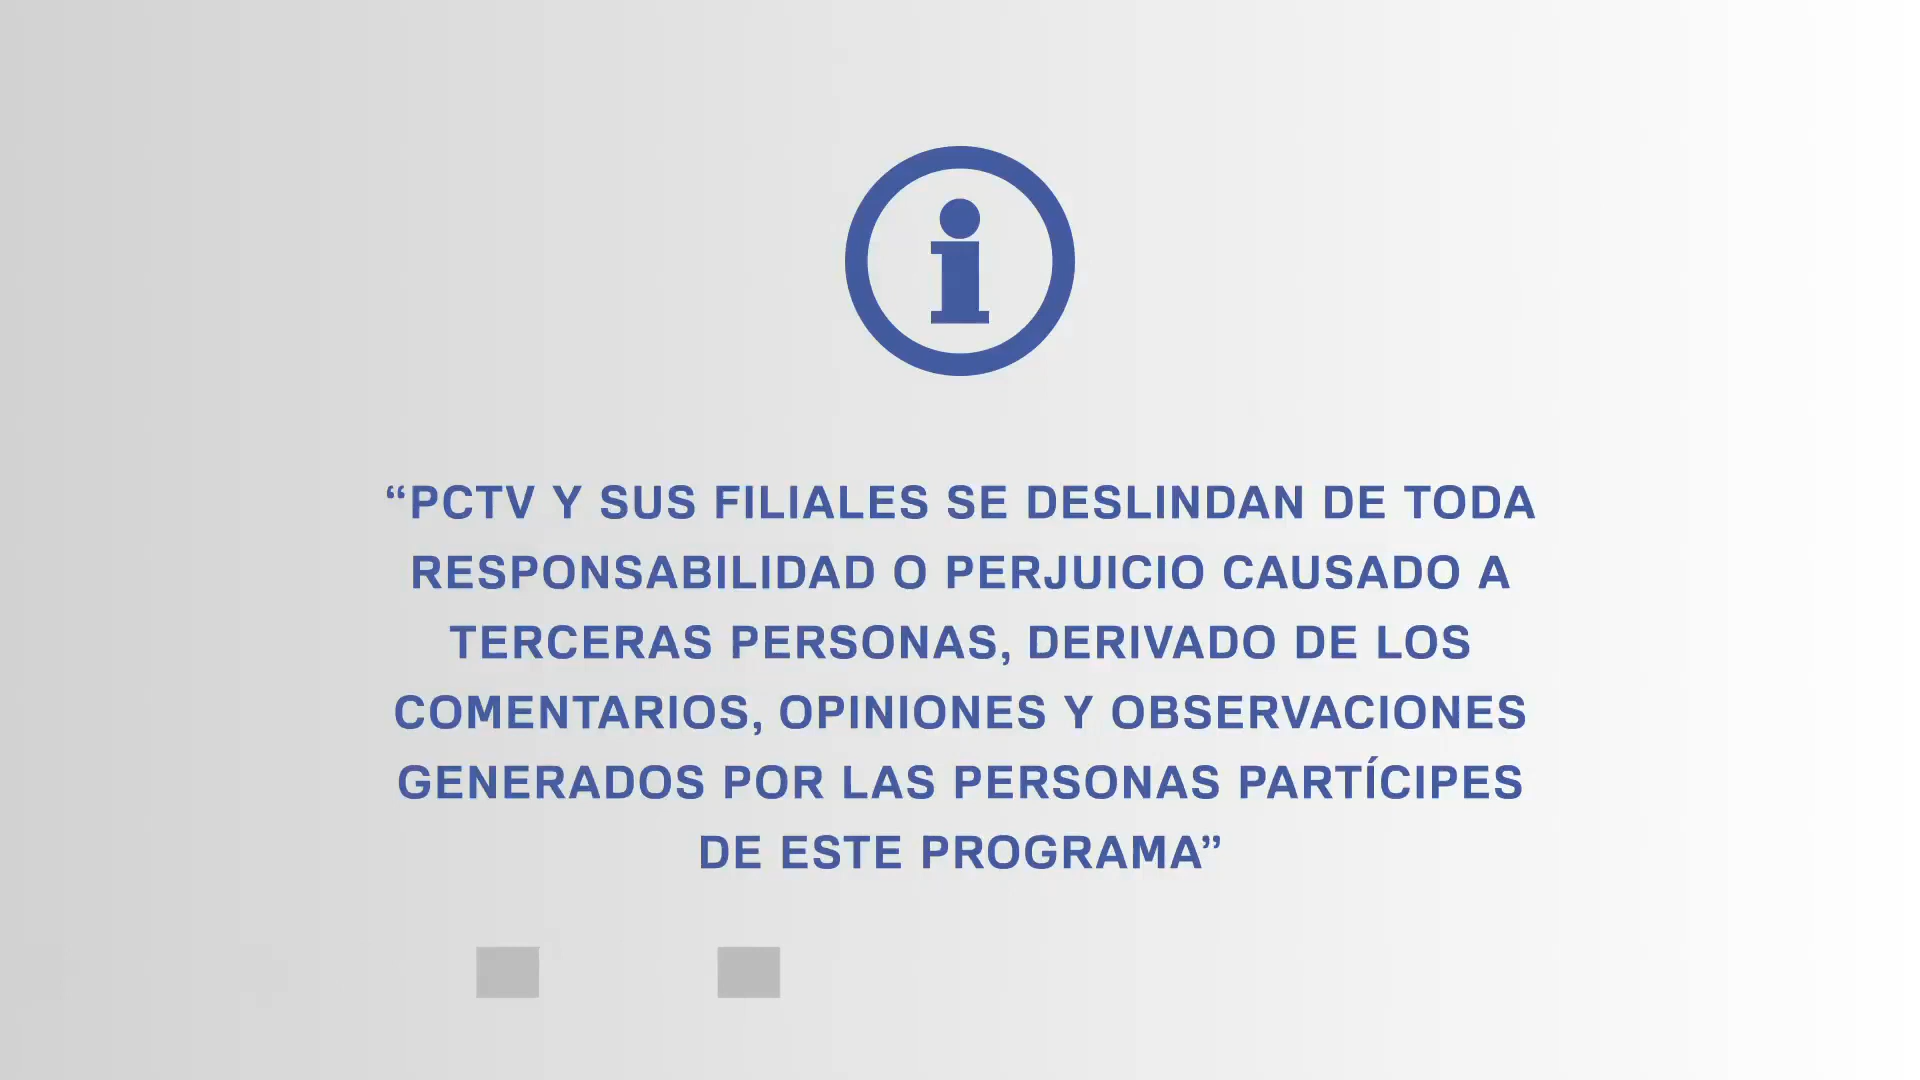 “PCTV Y SUS FILIALES SE DESLINDAN DE TODA
RESPONSABILIDAD O PERJUICIO CAUSADO A
TERCERAS PERSONAS, DERIVADO DE LOS
COMENTARIOS, OPINIONES Y OBSERVACIONES
GENERADOS POR LAS PERSONAS PARTÍCIPES
DE ESTE PROGRAMA”